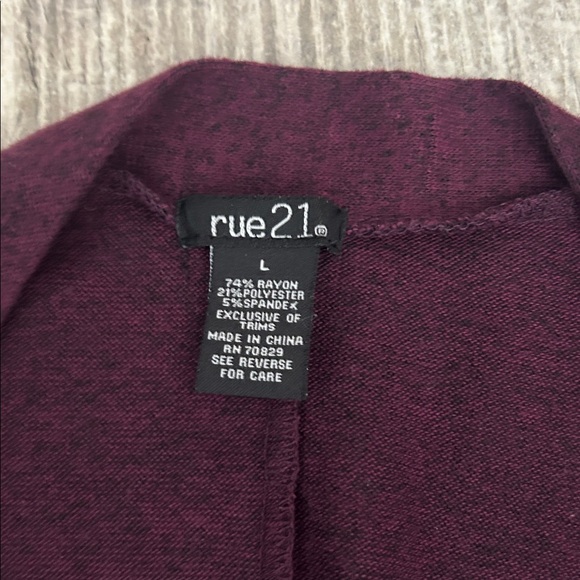 rue21®
L
74% RAYON
21%POLYESTER
5%SPANDEX
EXCLUSIVE OF
TRIMS
MADE IN CHINA
RN 70829
SEE REVERSE
FOR CARE